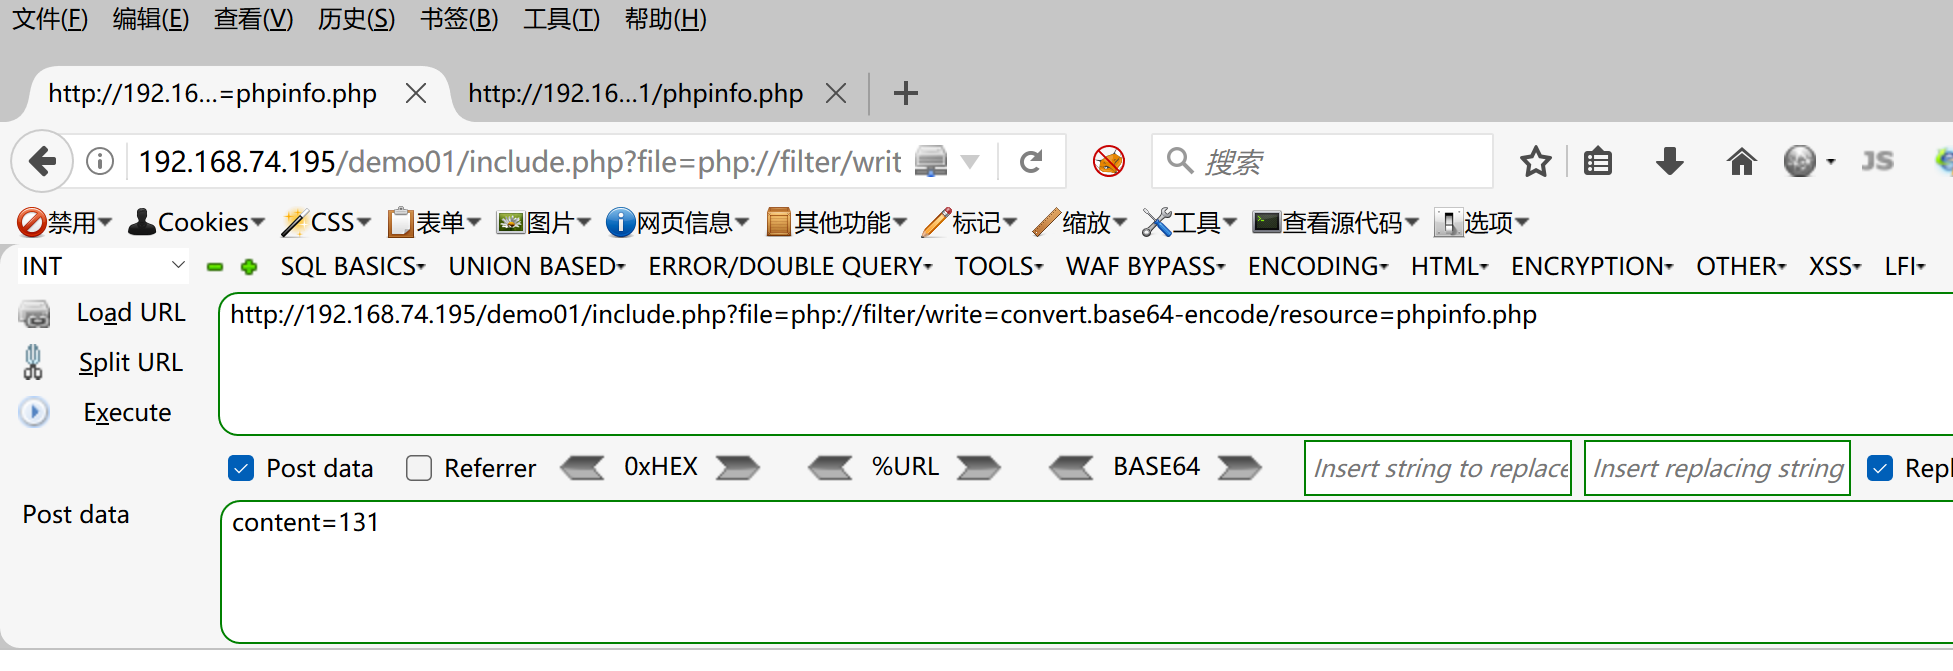 文件(F) 编辑(E) 查看(V) 历史(S) 书签(B) 工具(T) 帮助(H)
http://192.16...=phpinfo.php http://192.16...1/phpinfo.php
192.168.74.195/demo01/include.php?file=php://filter/writ 搜索 JS
禁用 Cookies CSS 表单 图片 网页信息 其他功能 标记 缩放 工具 查看源代码 选项
INT SQL BASICS UNION BASED ERROR/DOUBLE QUERY TOOLS WAF BYPASS ENCODING HTML ENCRYPTION OTHER XSS LFI
Load URL http://192.168.74.195/demo01/include.php?file=php://filter/write=convert.base64-encode/resource=phpinfo.php
Split URL
Execute
Post data Referrer 0xHEX %URL BASE64 Insert string to replace Insert replacing string Repl
Post data content=131